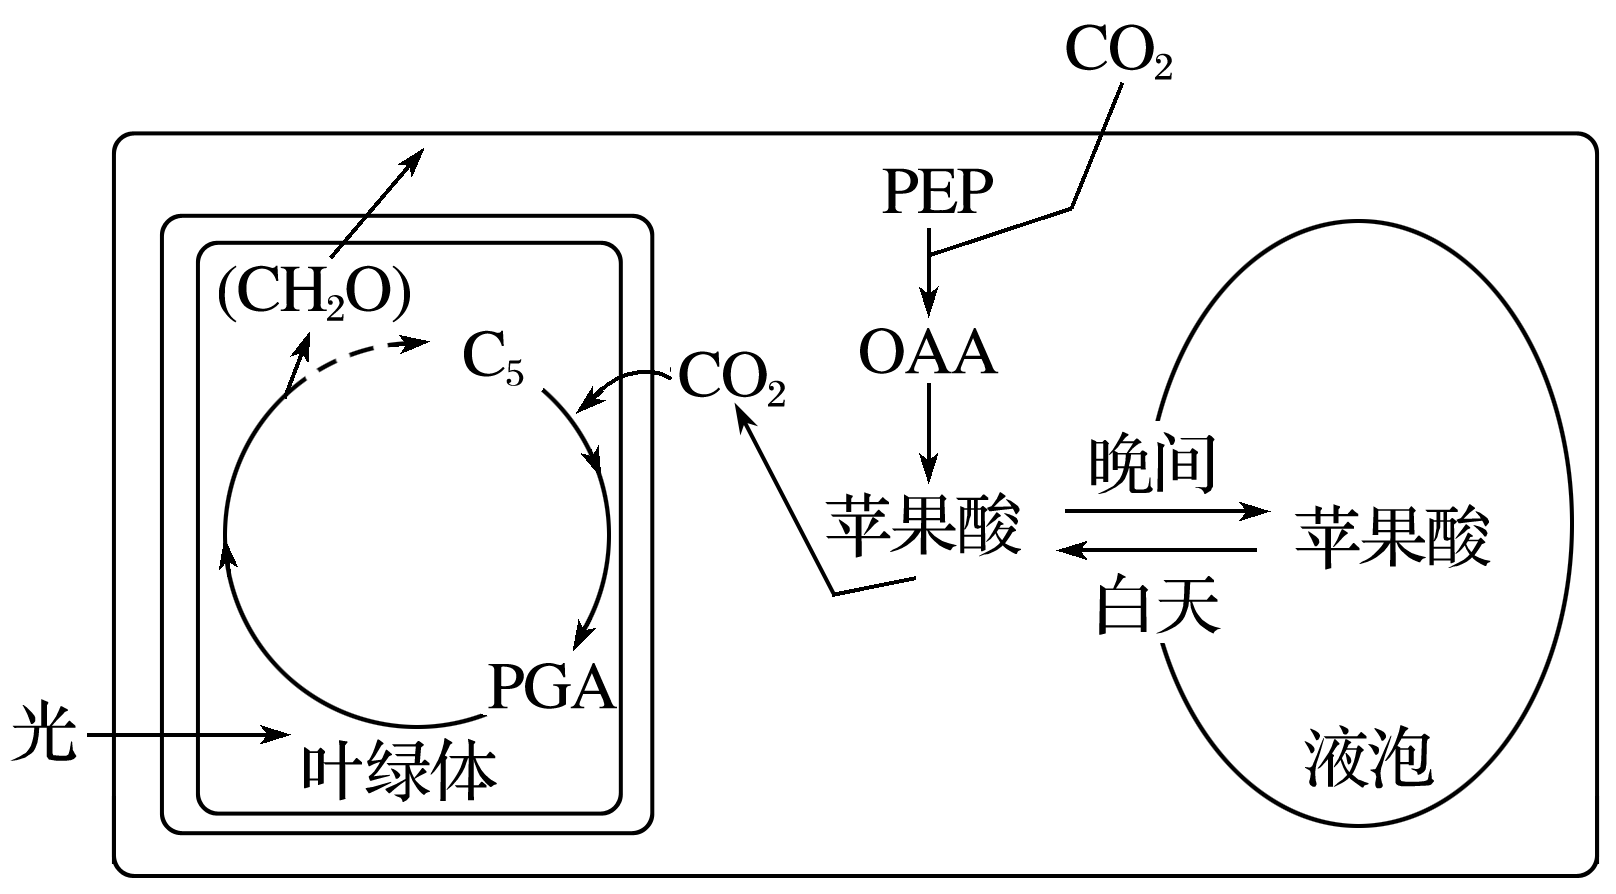 CO₂
PEP
(CH₂O)
C₅
CO₂
OAA
晚间
苹果酸
苹果酸
白天
PGA
光
叶绿体
液泡